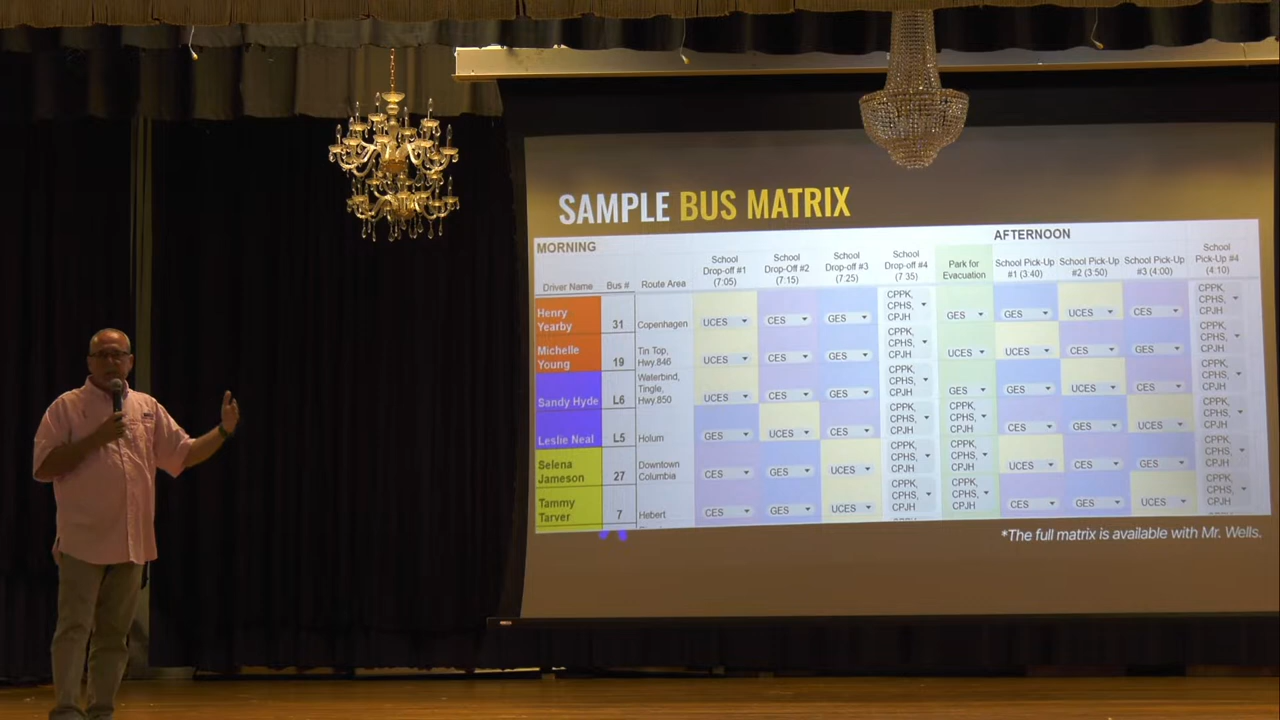 SAMPLE BUS MATRIX
MORNING
AFTERNOON
Driver Name
Bus #
Route Area
School
Drop-off #1
(7:05)
School
Drop-Off #2
(7:15)
School
Drop-off #3
(7:25)
School
Drop-off #4
(7 35)
Park for
Evacuation
School Pick-Up
#1 (3:40)
School Pick-Up
#2 (3:50)
School Pick-Up
#3 (4:00)
School
Pick-Up #4
(4:10)
Henry
Yearby
31
Copenhagen
UCES
CES
GES
CPPK,
CPHS,
CPJH
GES
GES
UCES
CES
CPPK,
CPHS,
CPJH
Michelle
Young
19
Tin Top,
Hwy.846
UCES
CES
GES
CPPK,
CPHS,
CPJH
UCES
UCES
CES
GES
CPPK,
CPHS,
CPJH
Sandy Hyde
L6
Waterbind,
Tingle,
Hwy.850
UCES
CES
GES
CPPK,
CPHS,
CPJH
GES
GES
UCES
CES
CPPK,
CPHS,
CPJH
Leslie Neal
L5
Holum
GES
UCES
CES
CPPK,
CPHS,
CPJH
CPPK,
CPHS,
CPJH
CES
GES
UCES
CPPK,
CPHS,
CPJH
Selena
Jameson
27
Downtown
Columbia
CES
GES
UCES
CPPK,
CPHS,
CPJH
CPPK,
CPHS,
CPJH
UCES
CES
GES
CPPK,
CPHS,
CPJH
Tammy
Tarver
7
Hebert
CES
GES
UCES
CPPK,
CPHS,
CPJH
CPPK,
CPHS,
CPJH
CES
GES
UCES
CPPK,
CPHS,
CPJH
*The full matrix is available with Mr. Wells.